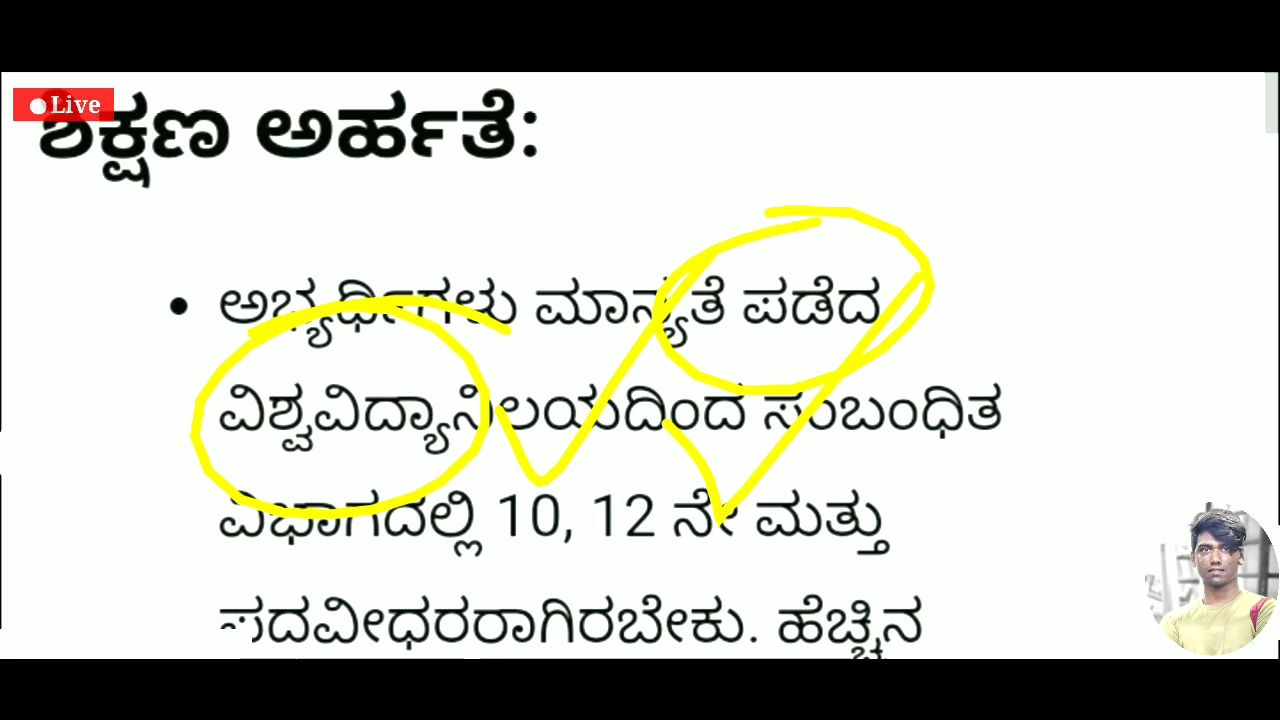 Live
ಶಿಕ್ಷಣ ಅರ್ಹತೆ:
• ಅಭ್ಯರ್ಥಿಗಳು ಮಾನ್ಯತೆ ಪಡೆದ
ವಿಶ್ವವಿದ್ಯಾನಿಲಯದಿಂದ ಸಂಬಂಧಿತ
ವಿಭಾಗದಲ್ಲಿ 10, 12 ನೇ ಮತ್ತು
ಪದವೀಧರರಾಗಿರಬೇಕು. ಹೆಚ್ಚಿನ